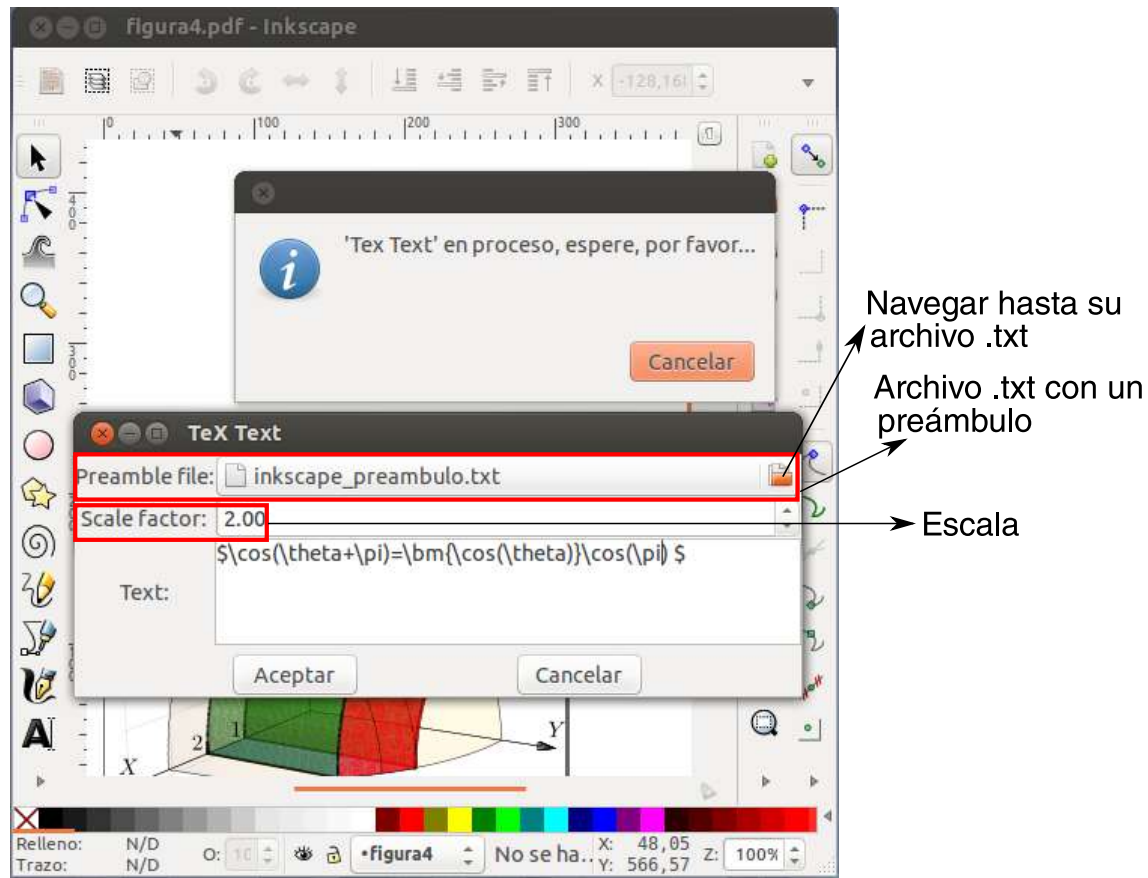 figura4.pdf - Inkscape
X -128,168
0 100 200 300
400
'Tex Text' en proceso, espere, por favor...
Cancelar
300
Navegar hasta su
archivo .txt
Archivo .txt con un
preámbulo
TeX Text
Preamble file: inkscape_preambulo.txt
Scale factor: 2.00
Escala
$\cos(\theta+\pi)=\bm{\cos(\theta)}\cos(\pi) $
Text:
Aceptar Cancelar
1
Y
2
X
A
Relleno: N/D
Trazo: N/D
O: •figura4 No se ha.. X: 48,05 Z: 100%
Y: 566,57